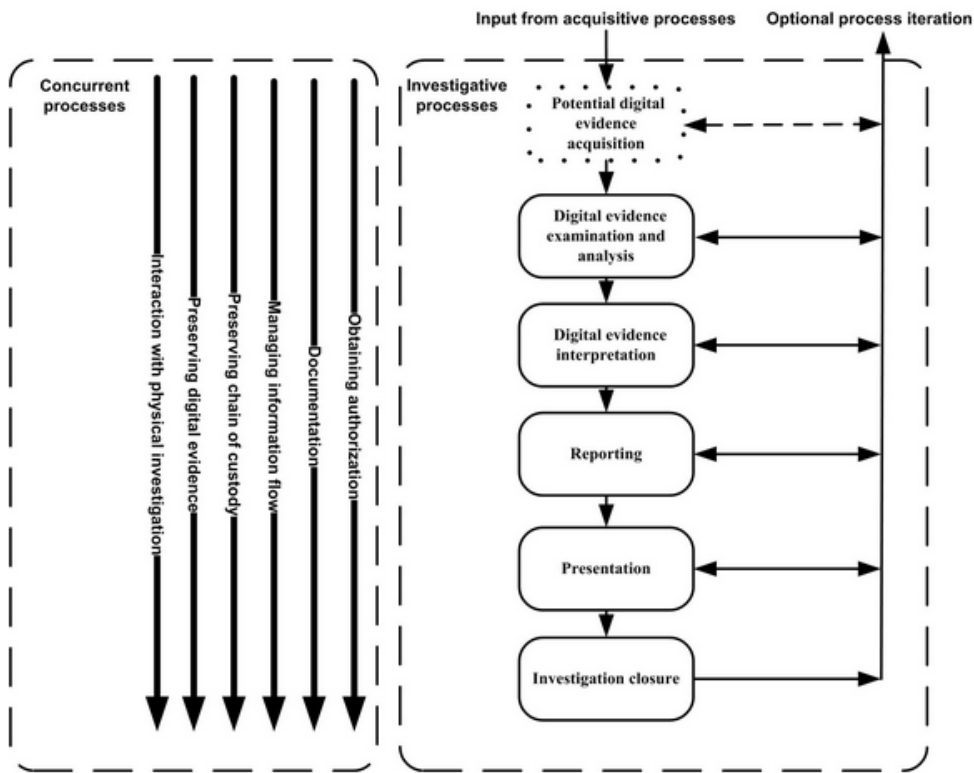 Input from acquisitive processes
Optional process iteration
Concurrent
processes
Interaction with physical investigation
Preserving digital evidence
Preserving chain of custody
Managing information flow
Documentation
Obtaining authorization
Investigative
processes
Potential digital
evidence
acquisition
Digital evidence
examination and
analysis
Digital evidence
interpretation
Reporting
Presentation
Investigation closure